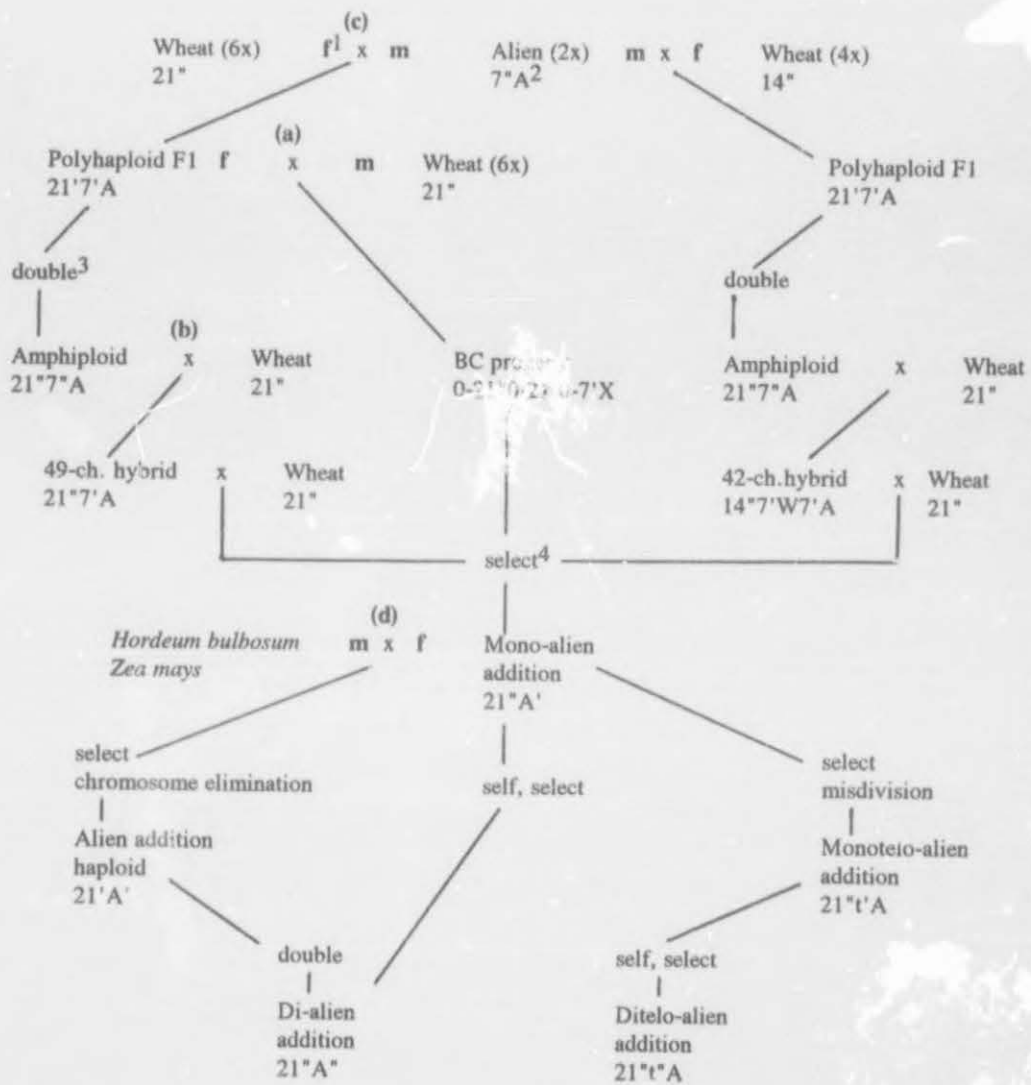 (c)
Wheat (6x) f1 x m Alien (2x) m x f Wheat (4x)
21" 7"A2 14"
(a)
Polyhaploid F1 f x m Wheat (6x) Polyhaploid F1
21'7'A 21" 21'7'A
double3 double
(b)
Amphiploid x Wheat BC Amphiploid x Wheat
21"7"A 21" 0-7'X 21"7"A 21"
49-ch. hybrid x Wheat 42-ch.hybrid x Wheat
21"7'A 21" 14"7'W7'A 21"
select4
(d)
Hordeum bulbosum m x f Mono-alien
Zea mays addition
21"A'
select select
chromosome elimination self, select misdivision
Alien addition Monotelo-alien
haploid addition
21'A' 21"t'A
double self, select
Di-alien Ditelo-alien
addition addition
21"A" 21"t"A